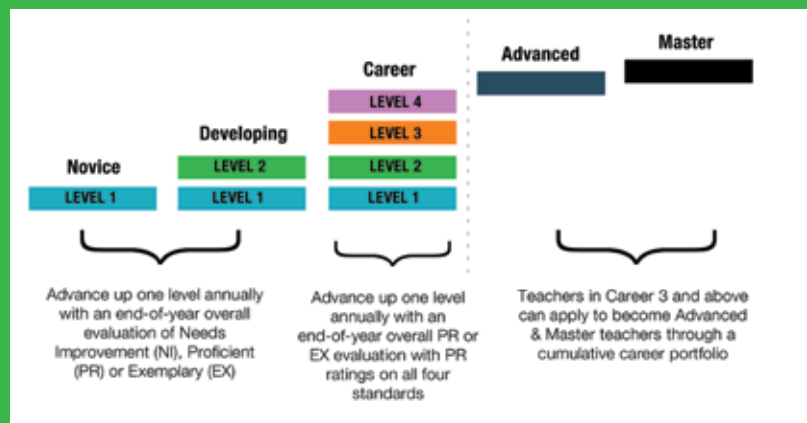 Master
Advanced
Career
LEVEL 4
Developing
LEVEL 3
Novice
LEVEL 2
LEVEL 2
LEVEL 1
LEVEL 1
LEVEL 1
Advance up one level annually
with an end-of-year overall
evaluation of Needs
Improvement (NI), Proficient
(PR) or Exemplary (EX)
Advance up one level
annually with an
end-of-year overall PR or
EX evaluation with PR
ratings on all four
standards
Teachers in Career 3 and above
can apply to become Advanced
& Master teachers through a
cumulative career portfolio